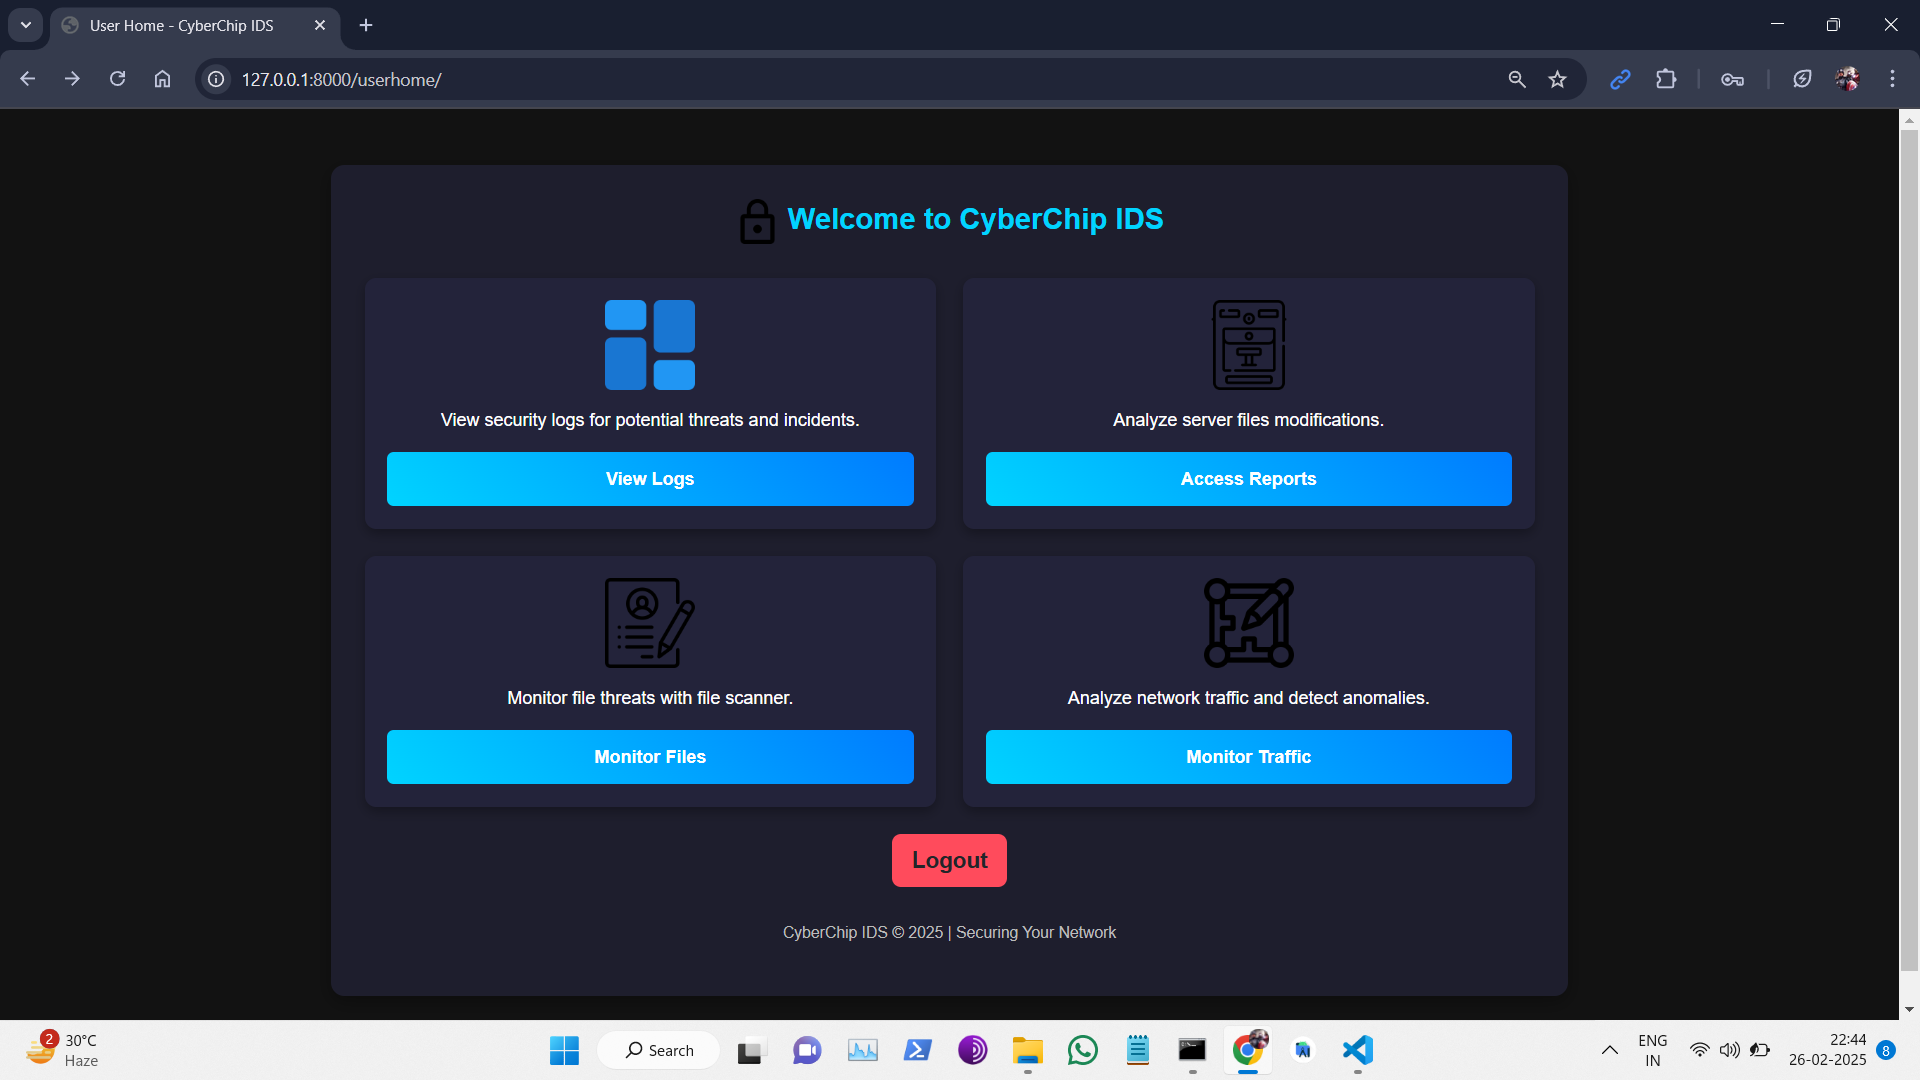 User Home - CyberChip IDS
127.0.0.1:8000/userhome/
Welcome to CyberChip IDS
View security logs for potential threats and incidents.
View Logs
Analyze server files modifications.
Access Reports
Monitor file threats with file scanner.
Monitor Files
Analyze network traffic and detect anomalies.
Monitor Traffic
Logout
CyberChip IDS © 2025 | Securing Your Network
2
30°C
Haze
Search
ENG
IN
22:44
26-02-2025
8